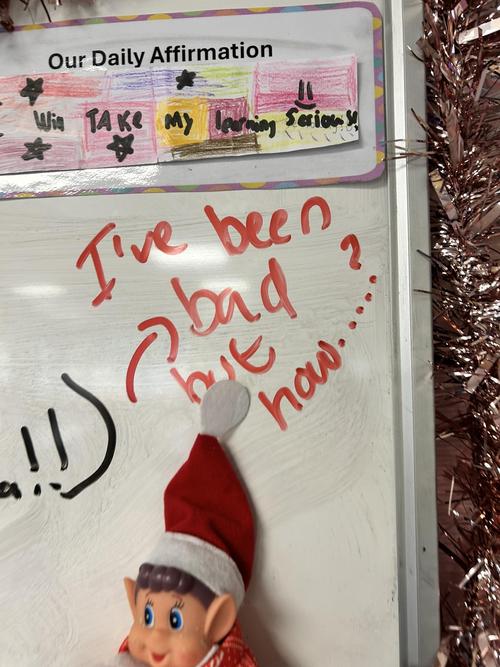 Our Daily Affirmation
Will TAKE My learning Seriously
I've been
bad
but
how.....?
a!!)